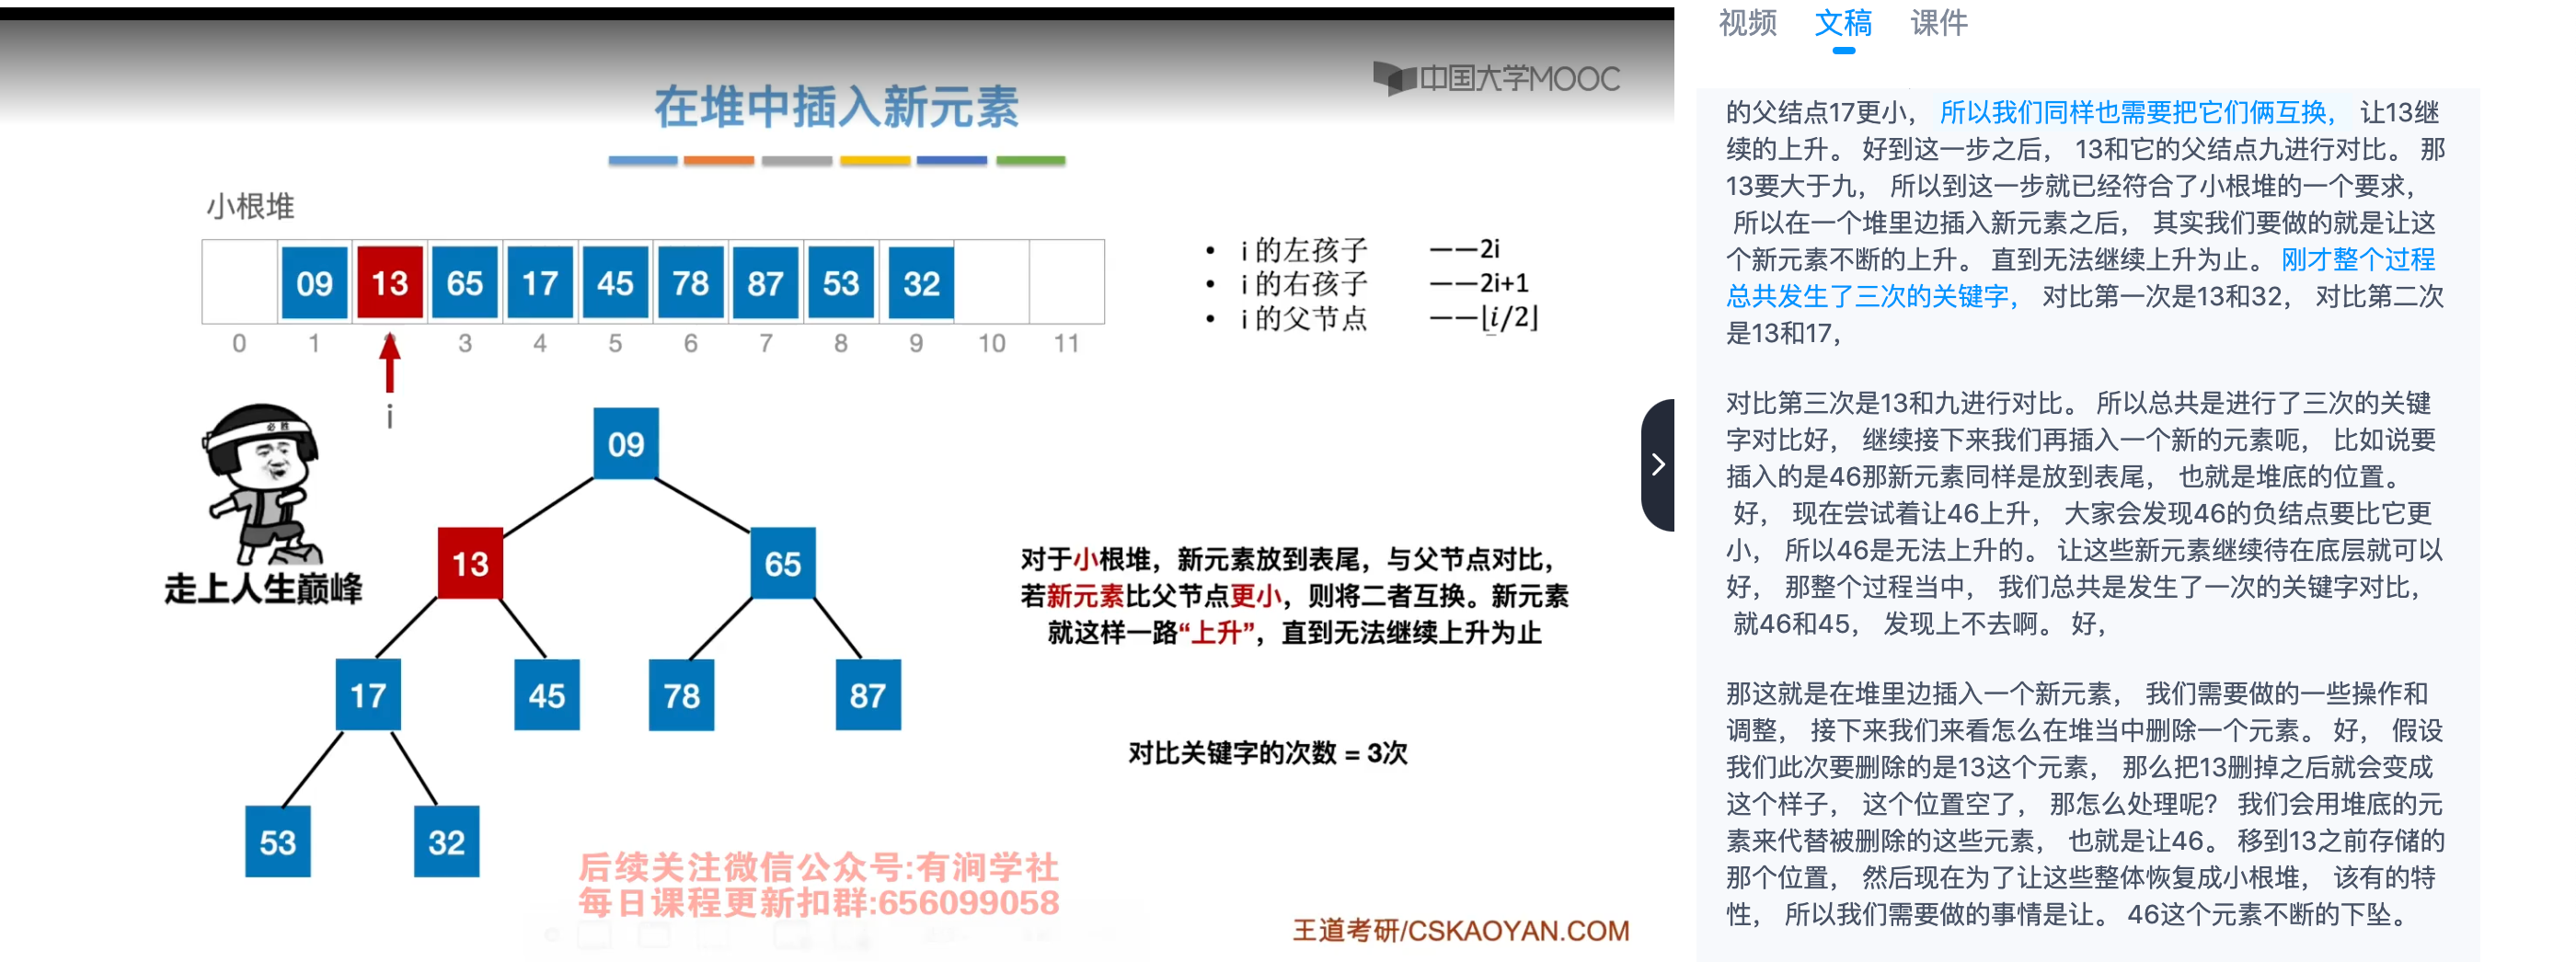 中国大学MOOC
在堆中插入新元素
小根堆
09 13 65 17 45 78 87 53 32
0 1 3 4 5 6 7 8 9 10 11
i
• i 的左孩子 ——2i
• i 的右孩子 ——2i+1
• i 的父节点 ——⌊i/2⌋
必胜
走上人生巅峰
09
13 65
17 45 78 87
53 32
对于小根堆，新元素放到表尾，与父节点对比，
若新元素比父节点更小，则将二者互换。新元素
就这样一路“上升”，直到无法继续上升为止
对比关键字的次数 = 3次
后续关注微信公众号:有涧学社
每日课程更新扣群:656099058
王道考研/CSKAOYAN.COM
视频 文稿 课件
的父结点17更小， 所以我们同样也需要把它们俩互换， 让13继
续的上升。 好到这一步之后， 13和它的父结点九进行对比。 那
13要大于九， 所以到这一步就已经符合了小根堆的一个要求，
所以在一个堆里边插入新元素之后， 其实我们要做的就是让这
个新元素不断的上升。 直到无法继续上升为止。 刚才整个过程
总共发生了三次的关键字， 对比第一次是13和32， 对比第二次
是13和17，
对比第三次是13和九进行对比。 所以总共是进行了三次的关键
字对比好， 继续接下来我们再插入一个新的元素呃， 比如说要
插入的是46那新元素同样是放到表尾， 也就是堆底的位置。
好， 现在尝试着让46上升， 大家会发现46的负结点要比它更
小， 所以46是无法上升的。 让这些新元素继续待在底层就可以
好， 那整个过程当中， 我们总共是发生了一次的关键字对比，
就46和45， 发现上不去啊。 好，
那这就是在堆里边插入一个新元素， 我们需要做的一些操作和
调整， 接下来我们来看怎么在堆当中删除一个元素。 好， 假设
我们此次要删除的是13这个元素， 那么把13删掉之后就会变成
这个样子， 这个位置空了， 那怎么处理呢？ 我们会用堆底的元
素来代替被删除的这些元素， 也就是让46。 移到13之前存储的
那个位置， 然后现在为了让这些整体恢复成小根堆， 该有的特
性， 所以我们需要做的事情是让。 46这个元素不断的下坠。